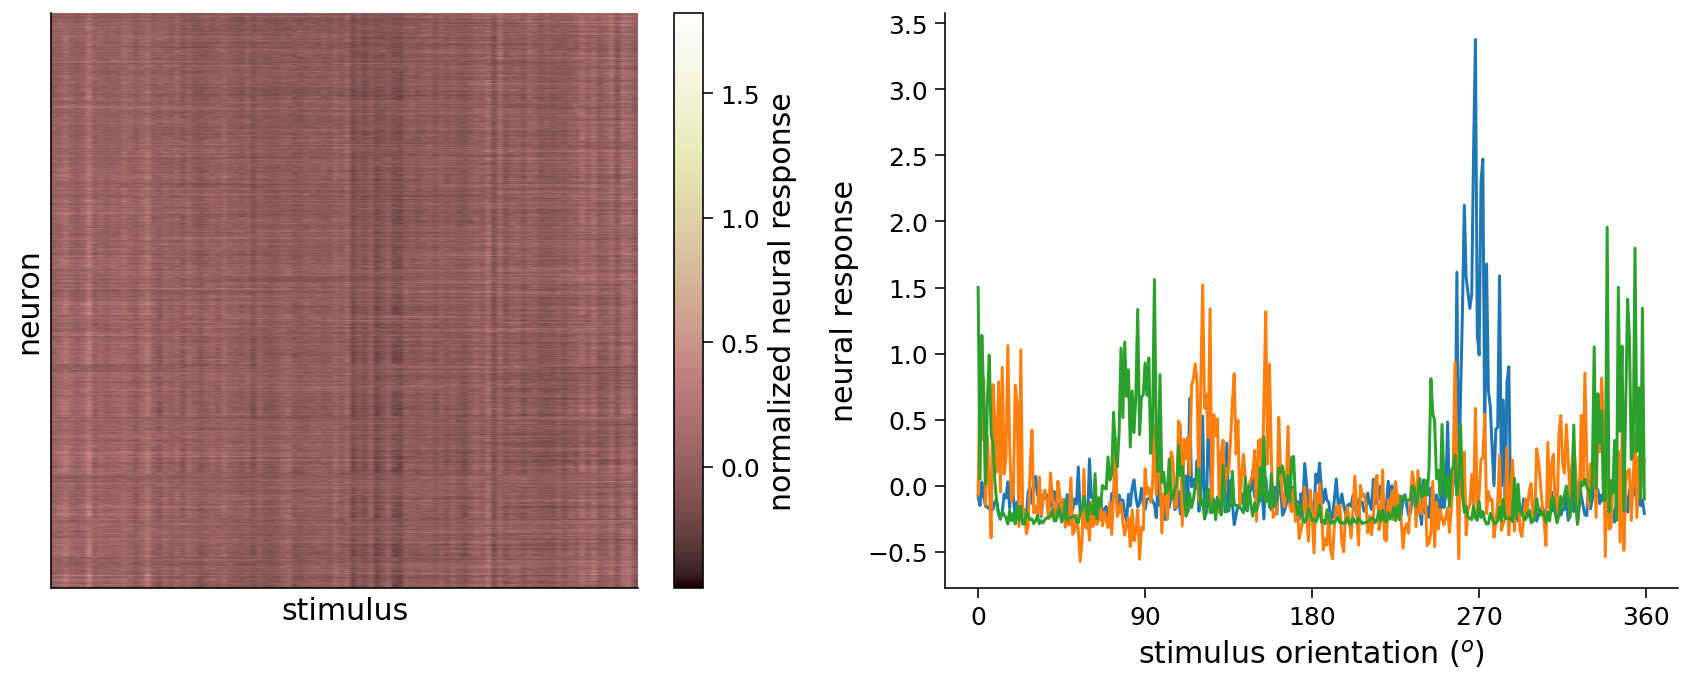 neuron
stimulus
1.5
1.0
0.5
0.0
normalized neural response
neural response
3.5
3.0
2.5
2.0
1.5
1.0
0.5
0.0
−0.5
0 90 180 270 360
stimulus orientation (o)